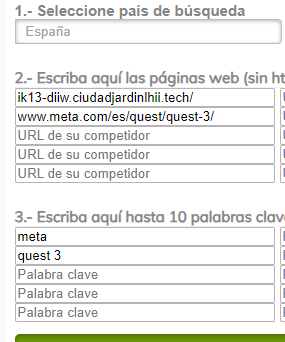 1.- Seleccione país de búsqueda
España
2.- Escriba aquí las páginas web (sin
ik13-diiw.ciudadjardinlhii.tech/
www.meta.com/es/quest/quest-3/
URL de su competidor
URL de su competidor
URL de su competidor
3.- Escriba aquí hasta 10 palabras
meta
quest 3
Palabra clave
Palabra clave
Palabra clave